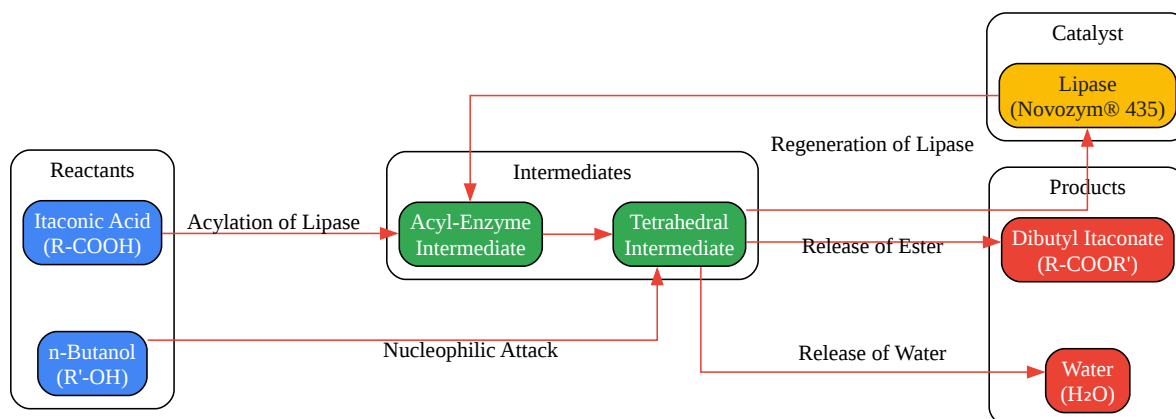 Catalyst
Lipase
(Novozym® 435)
Regeneration of Lipase
Reactants
Itaconic Acid
(R-COOH)
Acylation of Lipase
Intermediates
Acyl-Enzyme
Intermediate
Tetrahedral
Intermediate
Products
Release of Ester
Dibutyl Itaconate
(R-COOR')
n-Butanol
(R'-OH)
Nucleophilic Attack
Release of Water
Water
(H₂O)